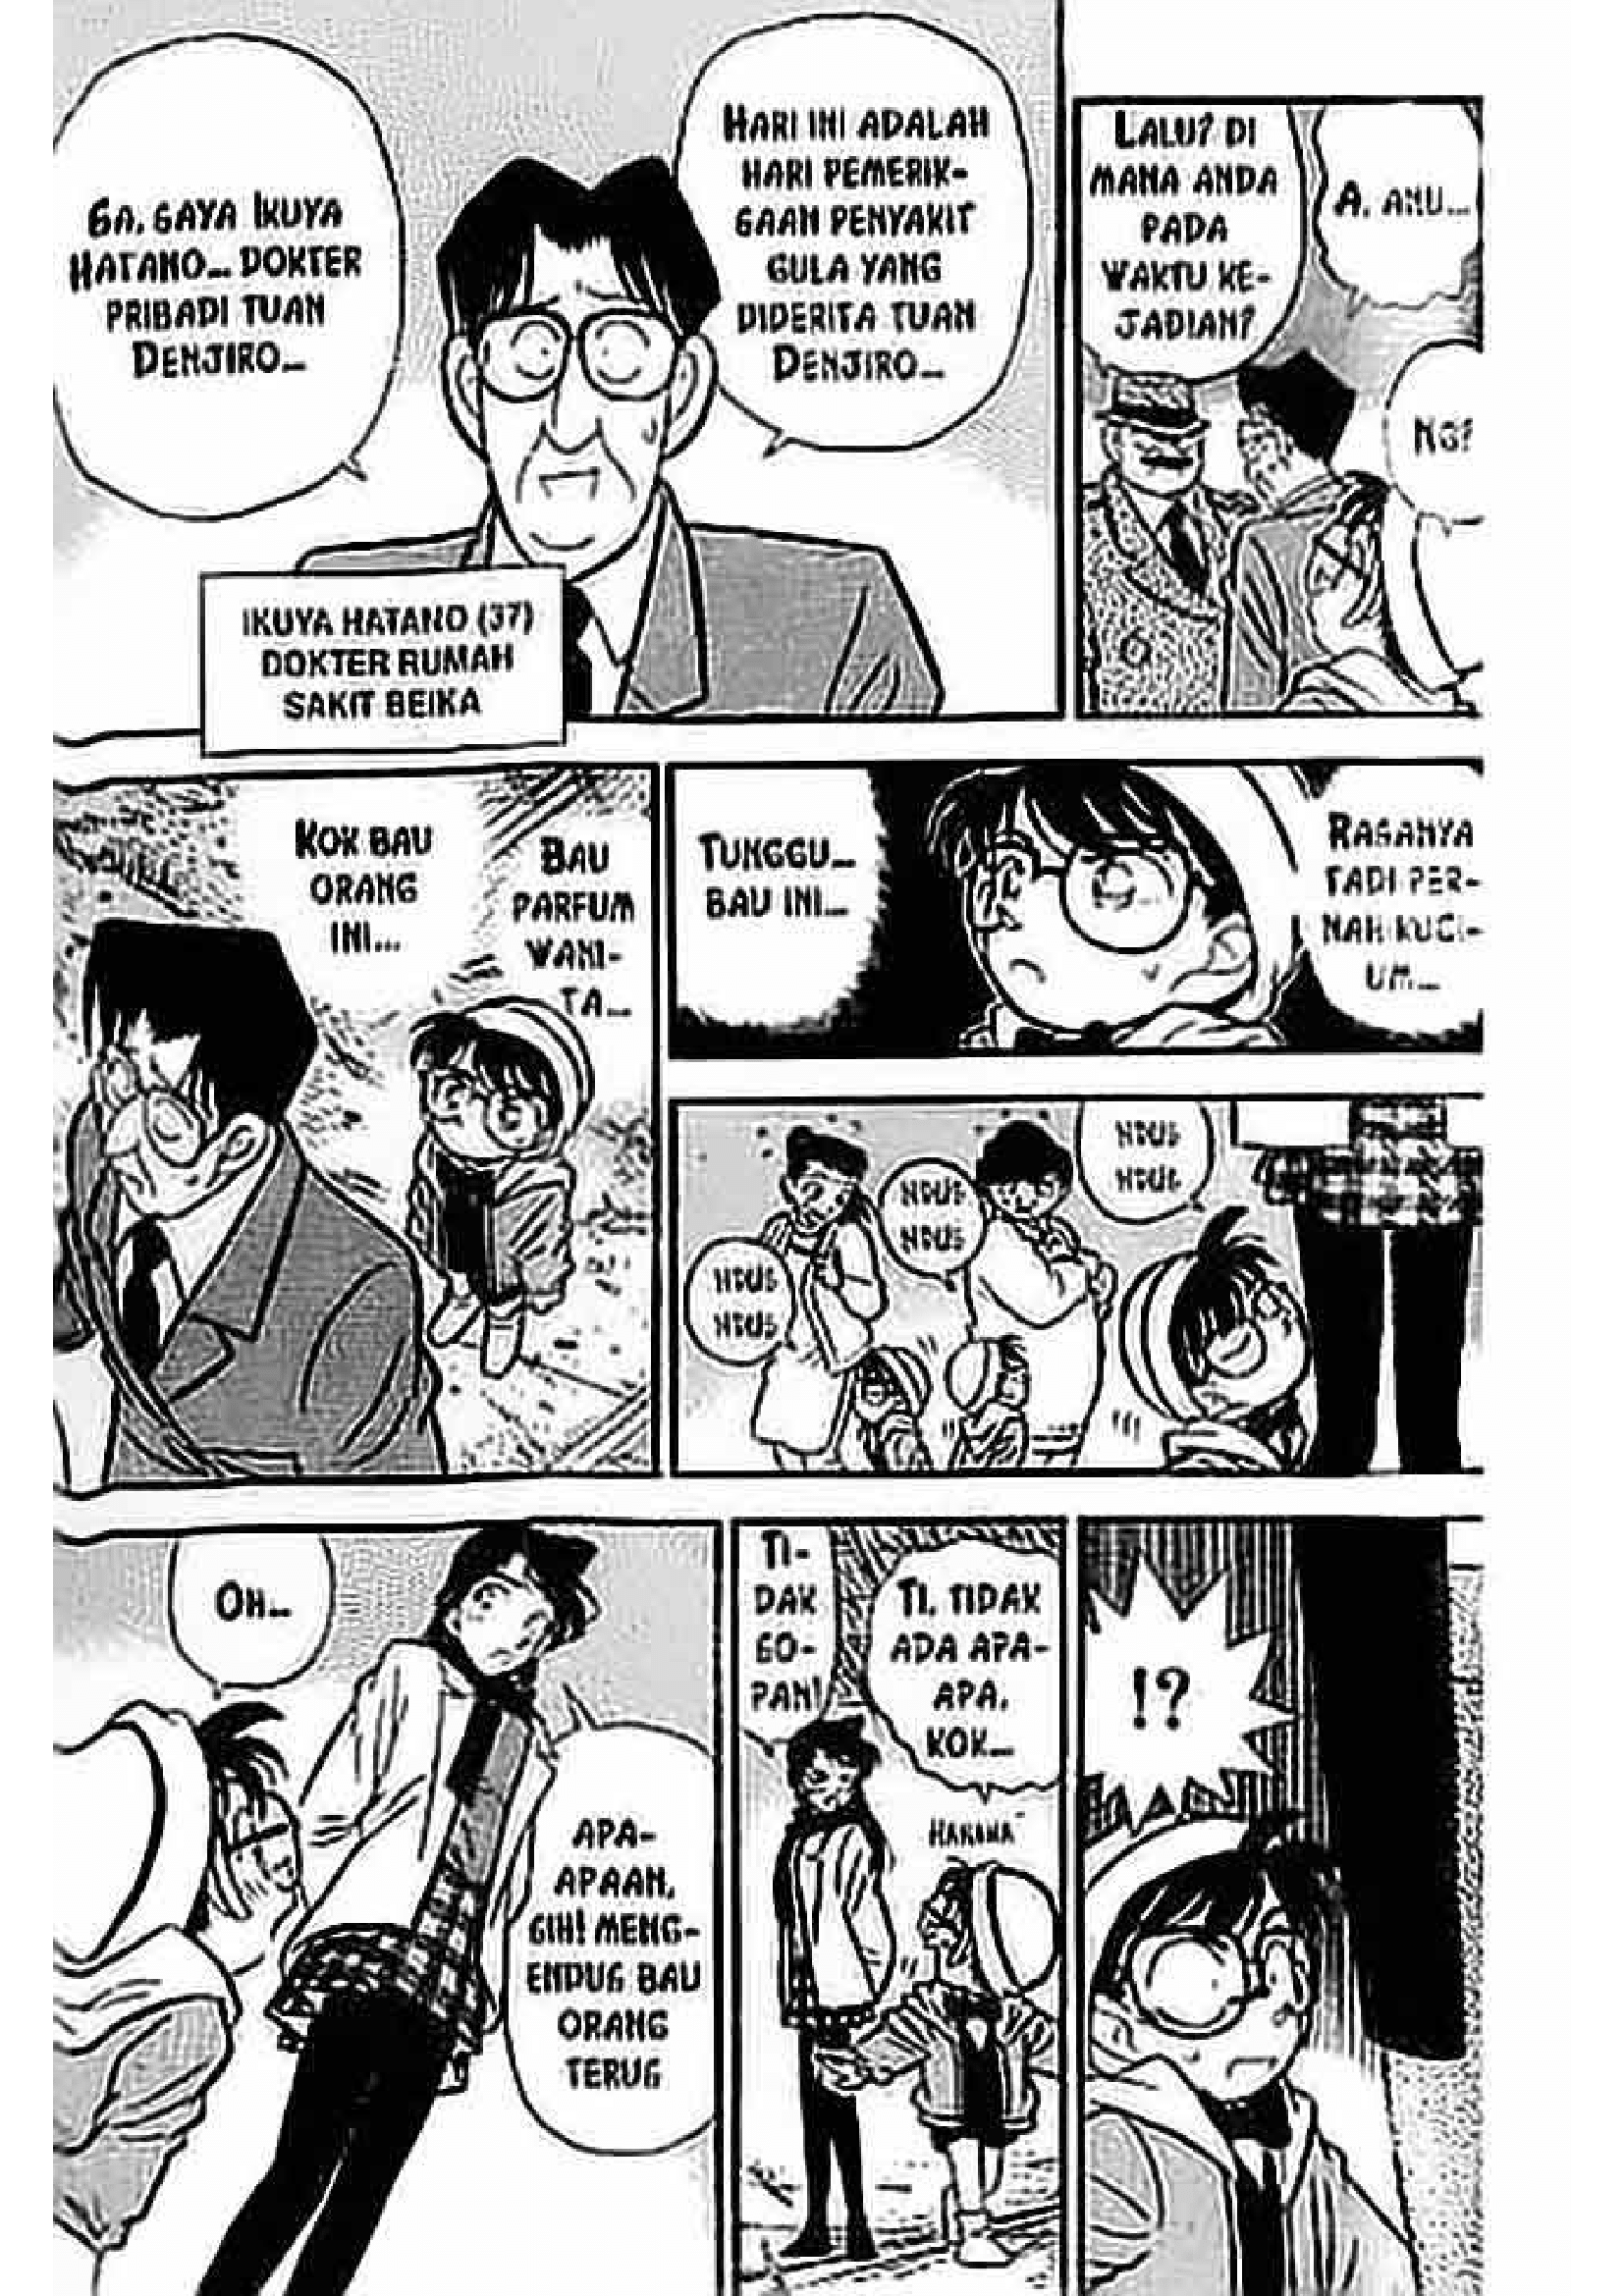 HARI INI ADALAH
HARI PEMERIK-
SAAN PENYAKIT
GULA YANG
DIDERITA TUAN
DENJIRO...
SA, SAYA IKUYA
HATANO... DOKTER
PRIBADI TUAN
DENJIRO...
IKUYA HATANO (37)
DOKTER RUMAH
SAKIT BEIKA
A, ANU...
LALU? DI
MANA ANDA
PADA
WAKTU KE-
JADIAN?
NG?
BAU
PARFUM
WANI-
TA...
KOK BAU
ORANG
INI...
RASANYA
TADI PER-
NAH KUCI-
UM...
TUNGGU...
BAU INI...
NDUS
NDUS
NDUS
NDUS
NDUS
NDUS
OH...
APA-
APAAN,
SIH! MENG-
ENDUS BAU
ORANG
TERUS
TI-
DAK
SO-
PAN!
TI, TIDAK
ADA APA-
APA,
KOK...
HAHAHA
!?